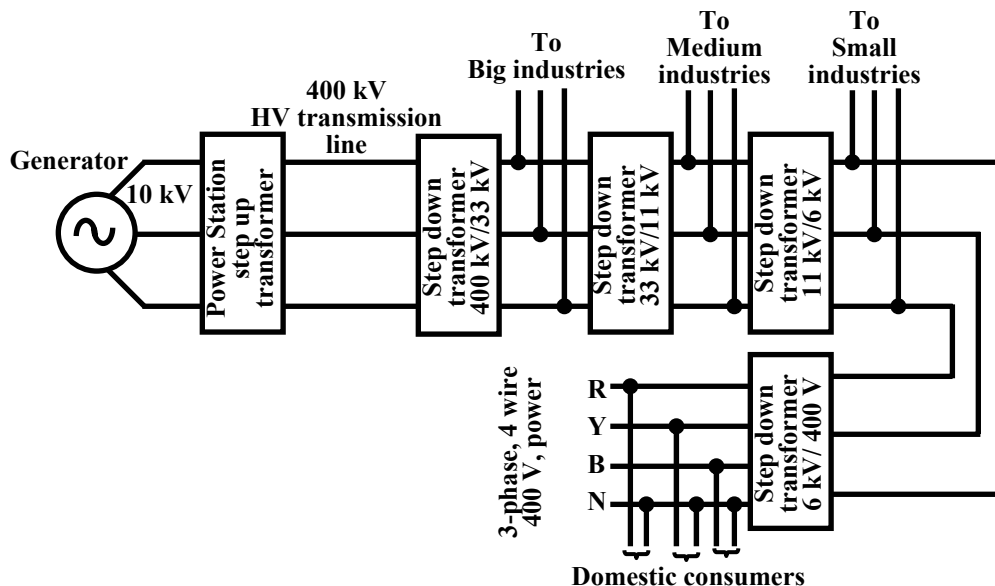 To
Big industries
To
Medium
industries
To
Small
industries
400 kV
HV transmission
line
Generator
10 kV
Power Station
step up
transformer
Step down
transformer
400 kV/33 kV
Step down
transformer
33 kV/11 kV
Step down
transformer
11 kV/6 kV
3-phase, 4 wire
400 V, power
R
Y
B
N
Step down
transformer
6 kV/ 400 V
Domestic consumers